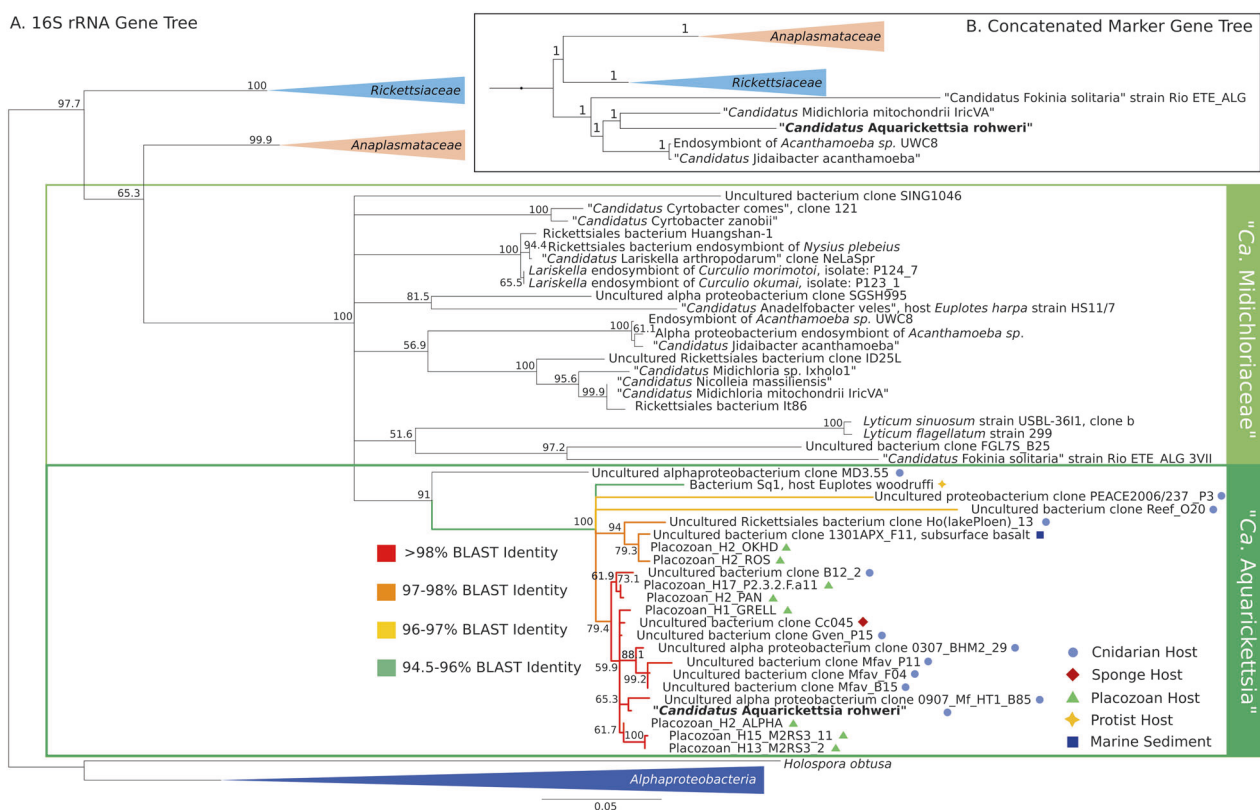 A. 16S rRNA Gene Tree
B. Concatenated Marker Gene Tree
1
Anaplasmataceae
1
1
Rickettsiaceae
1
"Candidatus Fokinia solitaria" strain Rio ETE_ALG
1
1
"Candidatus Midichloria mitochondrii IricVA"
1
"Candidatus Aquarickettsia rohweri"
Endosymbiont of Acanthamoeba sp. UWC8
1
"Candidatus Jidaibacter acanthamoeba"
97.7
100
Rickettsiaceae
99.9
Anaplasmataceae
65.3
"Ca. Midichloriaceae"
Uncultured bacterium clone SING1046
100
"Candidatus Cyrtobacter comes", clone 121
"Candidatus Cyrtobacter zanobii"
Rickettsiales bacterium Huangshan-1
100
94.4
Rickettsiales bacterium endosymbiont of Nysius plebeius
"Candidatus Lariskella arthropodarum" clone NeLaSpr
Lariskella endosymbiont of Curculio morimotoi, isolate: P124_7
65.5
Lariskella endosymbiont of Curculio okumai, isolate: P123_1
81.5
Uncultured alpha proteobacterium clone SGSH995
"Candidatus Anadelfobacter veles", host Euplotes harpa strain HS11/7
100
Endosymbiont of Acanthamoeba sp. UWC8
100
61.1
Alpha proteobacterium endosymbiont of Acanthamoeba sp.
"Candidatus Jidaibacter acanthamoeba"
56.9
Uncultured Rickettsiales bacterium clone ID25L
100
"Candidatus Midichloria sp. Ixholo1"
95.6
"Candidatus Nicolleia massiliensis"
99.9
"Candidatus Midichloria mitochondrii IricVA"
Rickettsiales bacterium It86
100
Lyticum sinuosum strain USBL-36I1, clone b
51.6
Lyticum flagellatum strain 299
97.2
Uncultured bacterium clone FGL7S_B25
"Candidatus Fokinia solitaria" strain Rio ETE_ALG 3VII
"Ca. Aquarickettsia"
Uncultured alphaproteobacterium clone MD3.55
91
Bacterium Sq1, host Euplotes woodruffi
Uncultured proteobacterium clone PEACE2006/237 _P3
Uncultured bacterium clone Reef_O20
100
94
Uncultured Rickettsiales bacterium clone Ho(lakePloen)_13
Uncultured bacterium clone 1301APX_F11, subsurface basalt
79.3
Placozoan_H2_OKHD
Placozoan_H2_ROS
61.9
73.1
Uncultured bacterium clone B12_2
Placozoan_H17_P2.3.2.F.a11
Placozoan_H2_PAN
Placozoan_H1_GRELL
79.4
Uncultured bacterium clone Cc045
Uncultured bacterium clone Gven_P15
88.1
Uncultured alpha proteobacterium 0307_BHM2_29
59.9
Uncultured bacterium clone Mfav_P11
99.2
Uncultured bacterium clone Mfav_F04
Uncultured bacterium clone Mfav_B15
65.3
Uncultured alpha proteobacterium 0907_Mf_HT1_B85
"Candidatus Aquarickettsia rohweri"
61.7
Placozoan_H2_ALPHA
100
Placozoan_H15_M2RS3_11
Placozoan_H13_M2RS3_2
>98% BLAST Identity
97-98% BLAST Identity
96-97% BLAST Identity
94.5-96% BLAST Identity
Cnidarian Host
Sponge Host
Placozoan Host
Protist Host
Marine Sediment
Holospora obtusa
Alphaproteobacteria
0.05